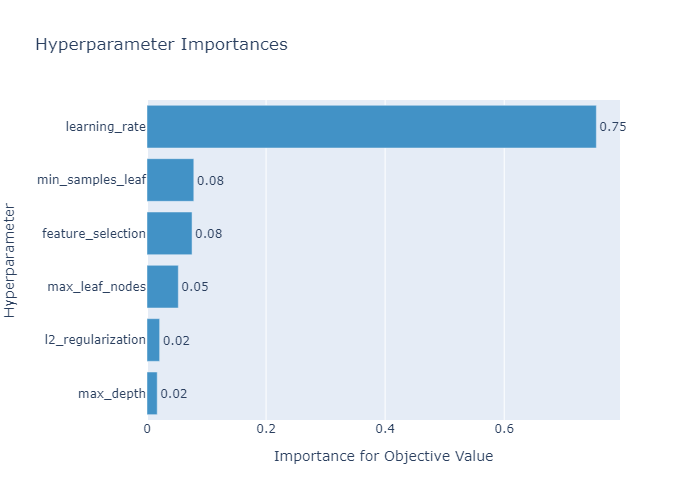 Hyperparameter Importances
Hyperparameter
learning_rate 0.75
min_samples_leaf 0.08
feature_selection 0.08
max_leaf_nodes 0.05
l2_regularization 0.02
max_depth 0.02
0 0.2 0.4 0.6
Importance for Objective Value